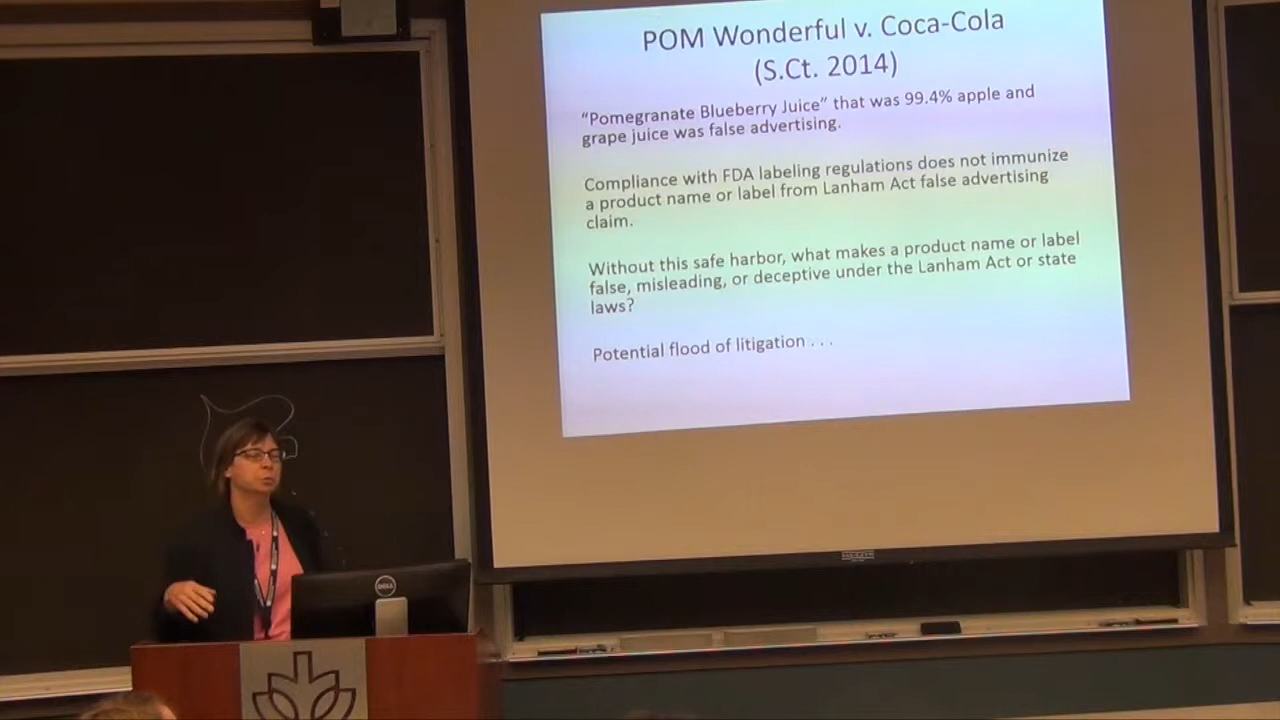 POM Wonderful v. Coca-Cola
(S.Ct. 2014)
“Pomegranate Blueberry Juice” that was 99.4% apple and
grape juice was false advertising.
Compliance with FDA labeling regulations does not immunize
a product name or label from Lanham Act false advertising
claim.
Without this safe harbor, what makes a product name or label
false, misleading, or deceptive under the Lanham Act or state
laws?
Potential flood of litigation . . .
DELL